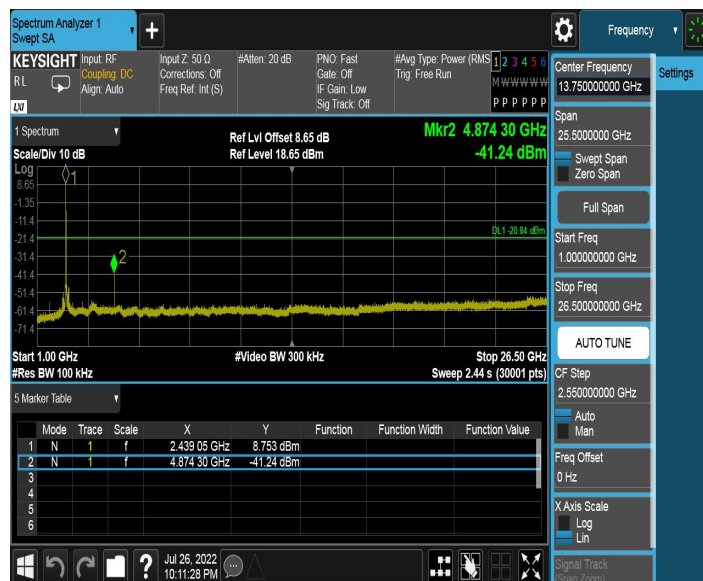 Spectrum Analyzer 1
Swept SA
+
Frequency
KEYSIGHT
RL
LXI
Input: RF
Coupling: DC
Align: Auto
Input Z: 50 Ω
Corrections: Off
Freq Ref: Int (S)
#Atten: 20 dB
PNO: Fast
Gate: Off
IF Gain: Low
Sig Track: Off
#Avg Type: Power (RMS
Trig: Free Run
1 2 3 4 5 6
M W W W W W
P P P P P P
1 Spectrum
Scale/Div 10 dB
Ref Lvl Offset 8.65 dB
Ref Level 18.65 dBm
Mkr2 4.874 30 GHz
-41.24 dBm
Log
8.65
-1.35
-11.4
-21.4
-31.4
-41.4
-51.4
-61.4
-71.4
1
2
DL1 -20.84 dBm
Start 1.00 GHz
#Res BW 100 kHz
#Video BW 300 kHz
Stop 26.50 GHz
Sweep 2.44 s (30001 pts)
5 Marker Table
Mode Trace Scale X Y Function Function Width Function Value
1 N 1 f 2.439 05 GHz 8.753 dBm
2 N 1 f 4.874 30 GHz -41.24 dBm
3
4
5
6
Jul 26, 2022
10:11:28 PM
?
Center Frequency
13.750000000 GHz
Settings
Span
25.5000000 GHz
Swept Span
Zero Span
Full Span
Start Freq
1.000000000 GHz
Stop Freq
26.500000000 GHz
AUTO TUNE
CF Step
2.550000000 GHz
Auto
Man
Freq Offset
0 Hz
X Axis Scale
Log
Lin
Signal Track
(Span Zoom)